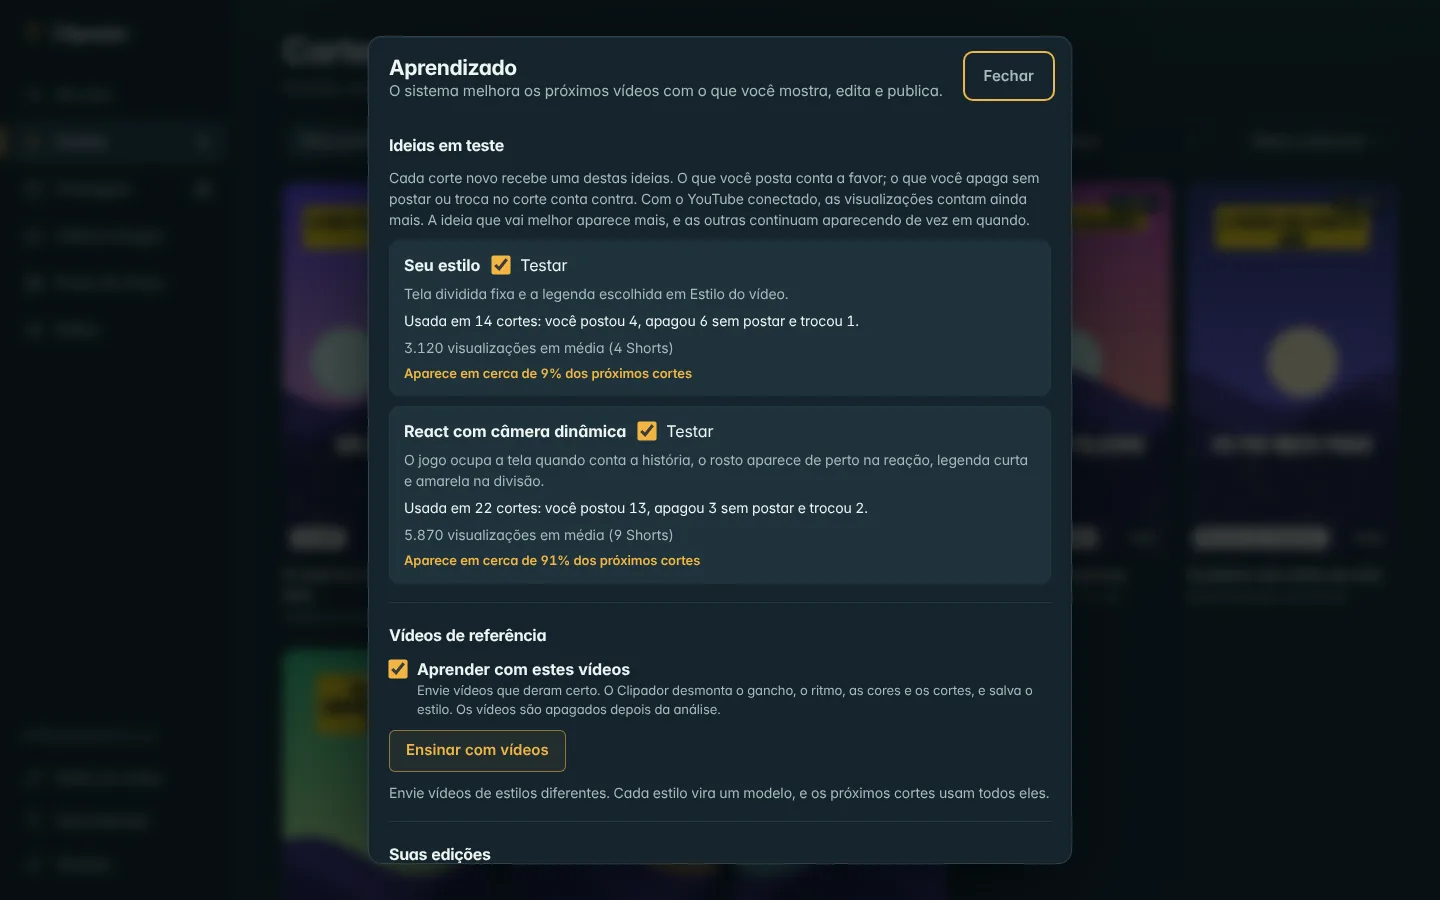 Aprendizado
O sistema melhora os próximos vídeos com o que você mostra, edita e publica.
Fechar
Ideias em teste
Cada corte novo recebe uma destas ideias. O que você posta conta a favor; o que você apaga sem
postar ou troca no corte conta contra. Com o YouTube conectado, as visualizações contam ainda
mais. A ideia que vai melhor aparece mais, e as outras continuam aparecendo de vez em quando.
Seu estilo Testar
Tela dividida fixa e a legenda escolhida em Estilo do vídeo.
Usada em 14 cortes: você postou 4, apagou 6 sem postar e trocou 1.
3.120 visualizações em média (4 Shorts)
Aparece em cerca de 9% dos próximos cortes
React com câmera dinâmica Testar
O jogo ocupa a tela quando conta a história, o rosto aparece de perto na reação, legenda curta
e amarela na divisão.
Usada em 22 cortes: você postou 13, apagou 3 sem postar e trocou 2.
5.870 visualizações em média (9 Shorts)
Aparece em cerca de 91% dos próximos cortes
Vídeos de referência
Aprender com estes vídeos
Envie vídeos que deram certo. O Clipador desmonta o gancho, o ritmo, as cores e os cortes, e salva o
estilo. Os vídeos são apagados depois da análise.
Ensinar com vídeos
Envie vídeos de estilos diferentes. Cada estilo vira um modelo, e os próximos cortes usam todos eles.
Suas edições